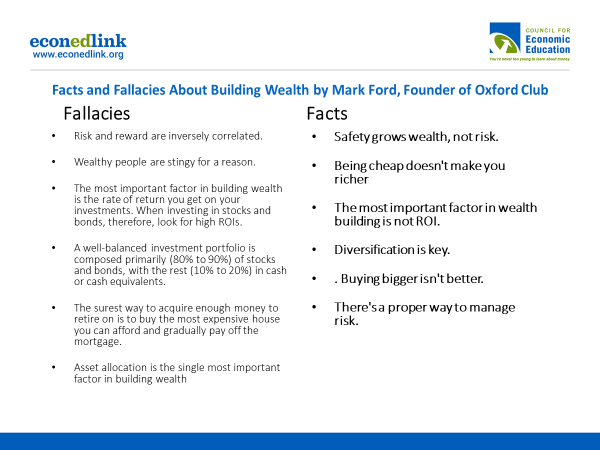 econedlink
www.econedlink.org
COUNCIL FOR
Economic
Education
You're never too young to learn about money
Facts and Fallacies About Building Wealth by Mark Ford, Founder of Oxford Club
Fallacies
• Risk and reward are inversely correlated.
• Wealthy people are stingy for a reason.
• The most important factor in building wealth
is the rate of return you get on your
investments. When investing in stocks and
bonds, therefore, look for high ROIs.
• A well-balanced investment portfolio is
composed primarily (80% to 90%) of stocks
and bonds, with the rest (10% to 20%) in cash
or cash equivalents.
• The surest way to acquire enough money to
retire on is to buy the most expensive house
you can afford and gradually pay off the
mortgage.
• Asset allocation is the single most important
factor in building wealth
Facts
• Safety grows wealth, not risk.
• Being cheap doesn't make you
richer
• The most important factor in wealth
building is not ROI.
• Diversification is key.
• . Buying bigger isn't better.
• There's a proper way to manage
risk.